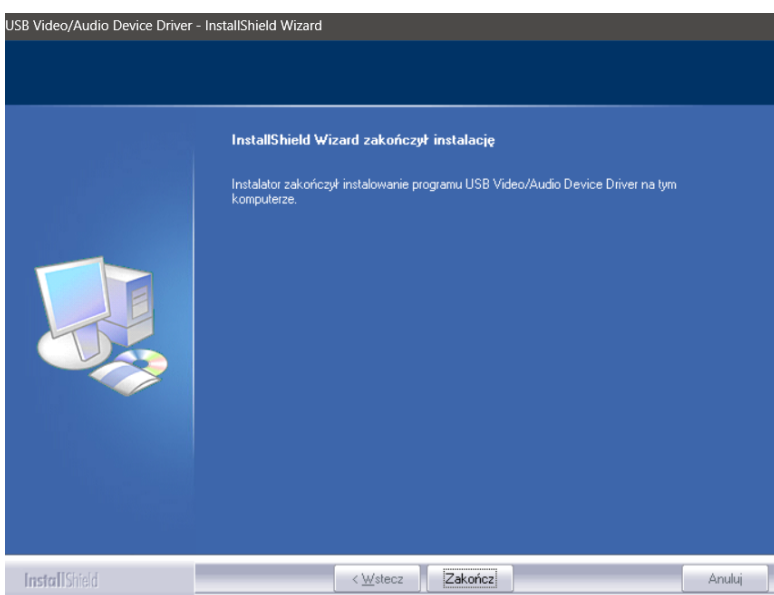 USB Video/Audio Device Driver - InstallShield Wizard
InstallShield Wizard zakończył instalację
Instalator zakończył instalowanie programu USB Video/Audio Device Driver na tym
komputerze.
InstallShield
< Wstecz
Zakończ
Anuluj